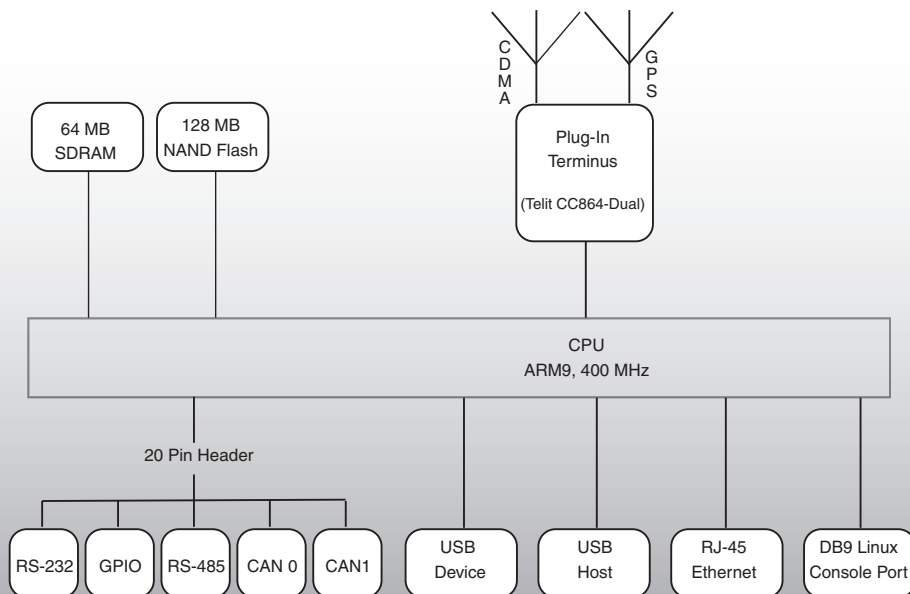 CDMA
GPS
64 MB
SDRAM
128 MB
NAND Flash
Plug-In
Terminus
(Telit CC864-Dual)
CPU
ARM9, 400 MHz
20 Pin Header
RS-232
GPIO
RS-485
CAN 0
CAN1
USB
Device
USB
Host
RJ-45
Ethernet
DB9 Linux
Console Port